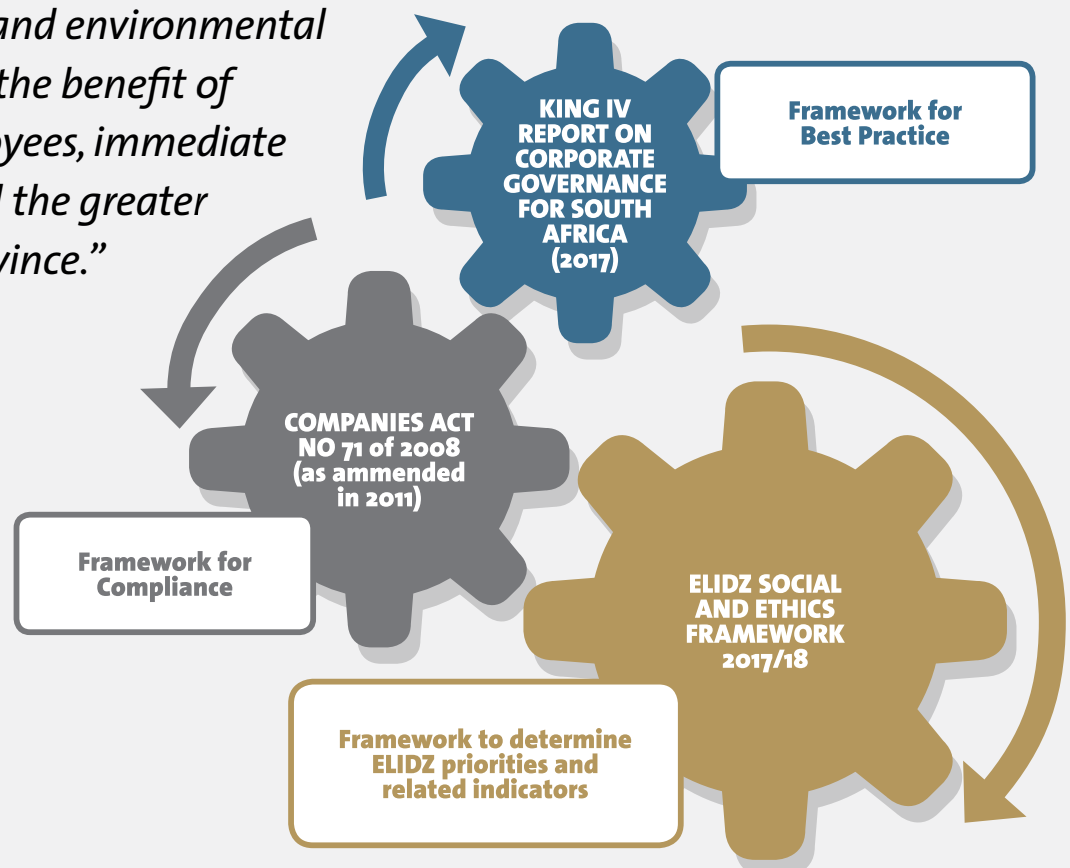 and environmental
the benefit of
oyees, immediate
the greater
vince.”
KING IV
REPORT ON
CORPORATE
GOVERNANCE
FOR SOUTH
AFRICA
(2017)
Framework for
Best Practice
COMPANIES ACT
NO 71 of 2008
(as ammended
in 2011)
Framework for
Compliance
ELIDZ SOCIAL
AND ETHICS
FRAMEWORK
2017/18
Framework to determine
ELIDZ priorities and
related indicators